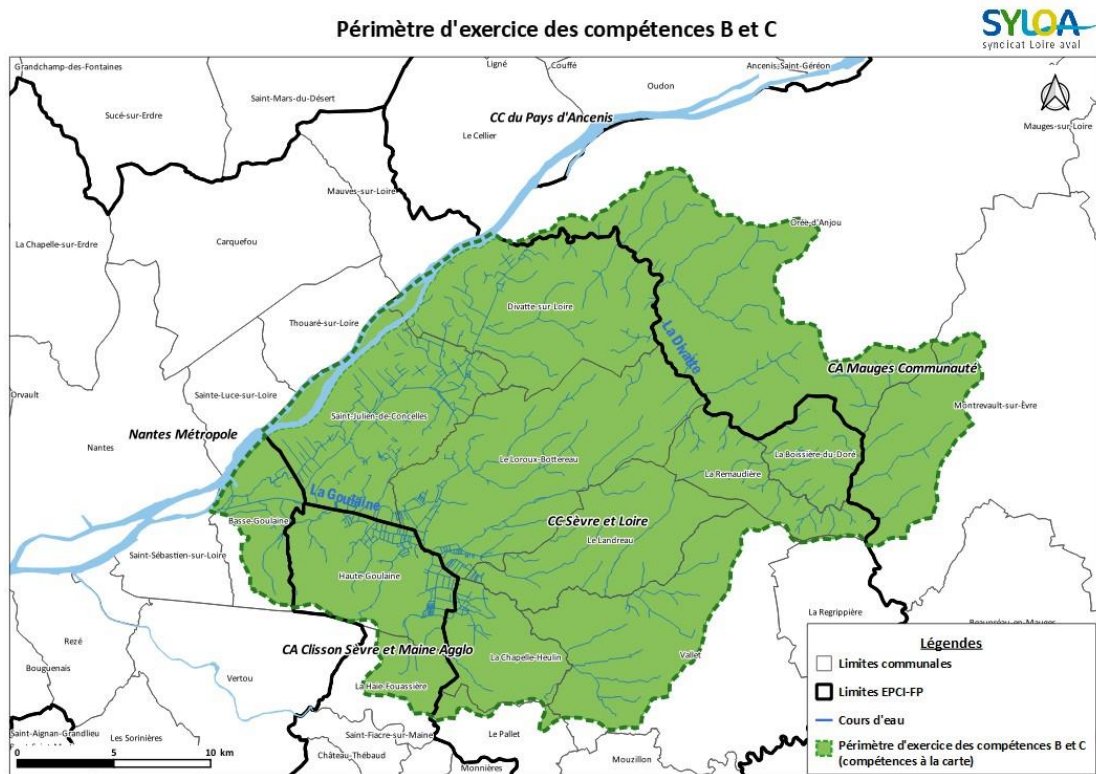 Périmètre d'exercice des compétences B et C
SYLOA
syndicat Loire aval
Grandchamp-des-Fontaines
Ligné
Couffé
Ancenis-Saint-Géréon
Saint-Mars-du-Désert
Oudon
Sucé-sur-Erdre
CC du Pays d'Ancenis
Le Cellier
Mauges-sur-Loire
Mauves-sur-Loire
Orée-d'Anjou
La Chapelle-sur-Erdre
Carquefou
Divatte-sur-Loire
Thouaré-sur-Loire
La Divatte
CA Mauges Communauté
Orvault
Sainte-Luce-sur-Loire
Montrevault-sur-Èvre
Saint-Julien-de-Concelles
Nantes Métropole
Nantes
Le Loroux-Bottereau
La Boissière-du-Doré
La Remaudière
La Goulaine
Basse-Goulaine
CC Sèvre et Loire
Le Landreau
Saint-Sébastien-sur-Loire
Haute-Goulaine
La Regrippière
Beaupréau-en-Mauges
Rezé
CA Clisson Sèvre et Maine Agglo
La Chapelle-Heulin
Vallet
Bouguenais
Vertou
La Haie-Fouassière
Saint-Aignan-Grandlieu
Les Sorinières
Saint-Fiacre-sur-Maine
Le Pallet
Château-Thébaud
Monnières
Mouzillon
0 5 10 km
Légendes
Limites communales
Limites EPCI-FP
Cours d'eau
Périmètre d'exercice des compétences B et C
(compétences à la carte)